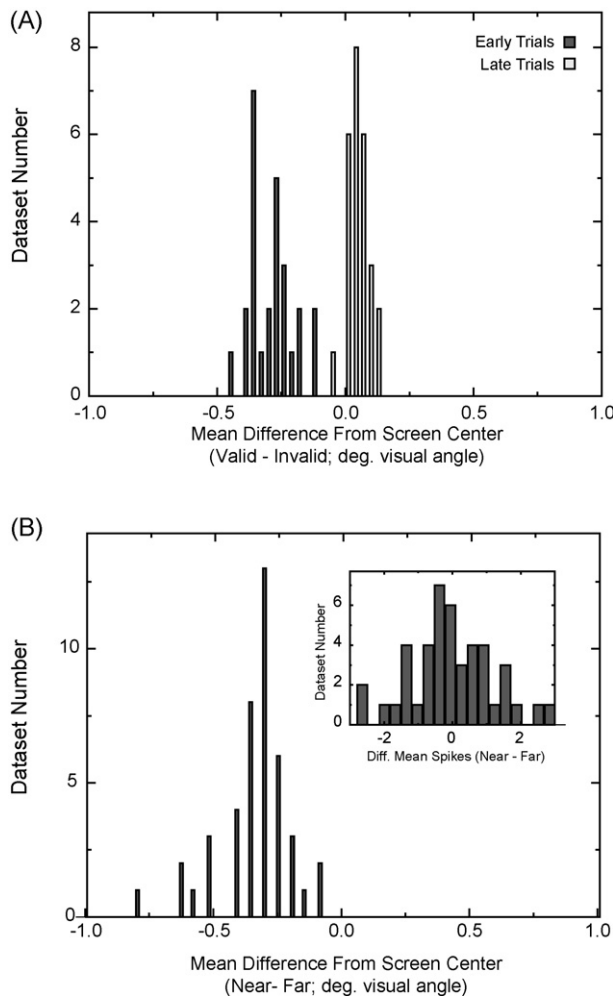 (A)
8
6
4
2
0
Dataset Number
Early Trials
Late Trials
-1.0 -0.5 0.0 0.5 1.0
Mean Difference From Screen Center
(Valid - Invalid; deg. visual angle)
(B)
10
5
0
Dataset Number
6
4
2
0
Dataset Number
-2 0 2
Diff. Mean Spikes (Near - Far)
-1.0 -0.5 0.0 0.5 1.0
Mean Difference From Screen Center
(Near- Far; deg. visual angle)